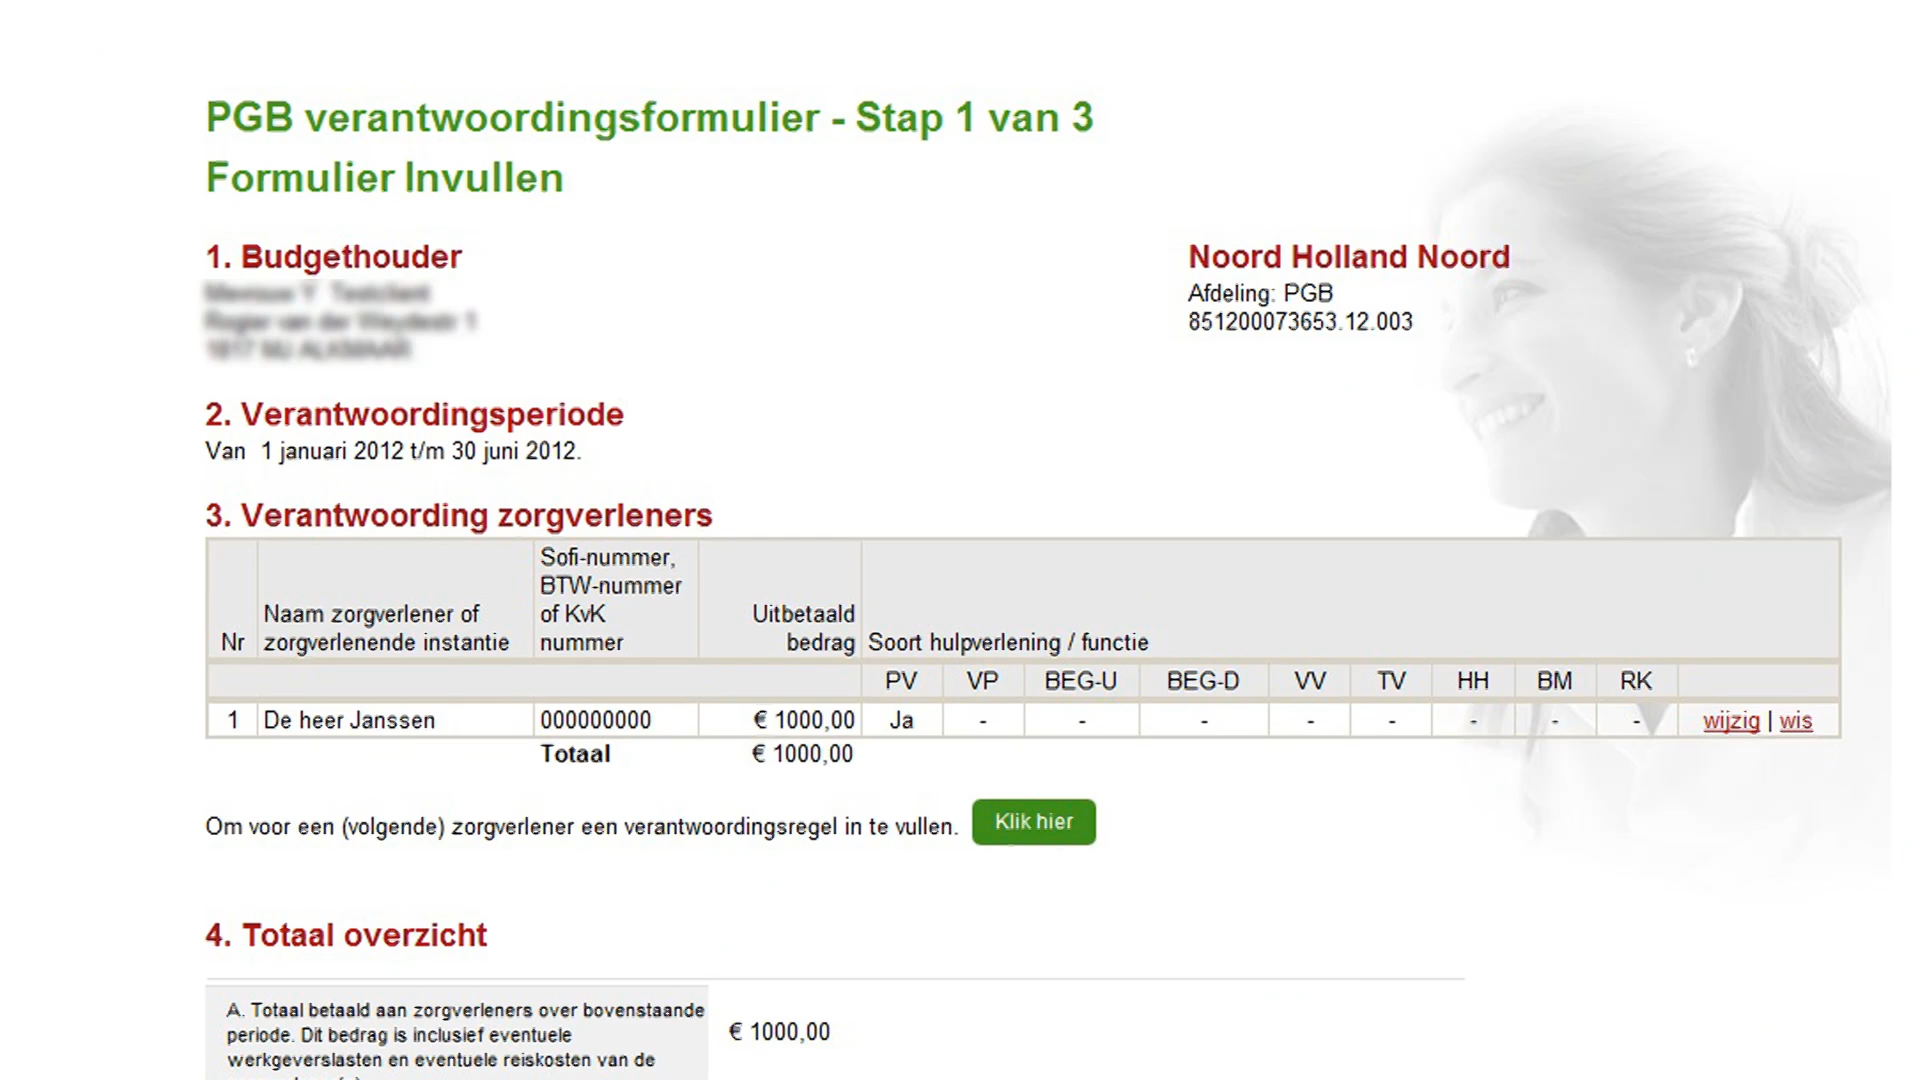 PGB verantwoordingsformulier - Stap 1 van 3
Formulier Invullen
1. Budgethouder
Noord Holland Noord
Afdeling: PGB
851200073653.12.003
2. Verantwoordingsperiode
Van 1 januari 2012 t/m 30 juni 2012.
3. Verantwoording zorgverleners
Nr
Naam zorgverlener of
zorgverlenende instantie
Sofi-nummer,
BTW-nummer
of KvK
nummer
Uitbetaald
bedrag
Soort hulpverlening / functie
PV VP BEG-U BEG-D VV TV HH BM RK
1 De heer Janssen 000000000 € 1000,00 Ja - - - - - - - - wijzig | wis
Totaal € 1000,00
Om voor een (volgende) zorgverlener een verantwoordingsregel in te vullen. Klik hier
4. Totaal overzicht
A. Totaal betaald aan zorgverleners over bovenstaande
periode. Dit bedrag is inclusief eventuele
werkgeverslasten en eventuele reiskosten van de
€ 1000,00